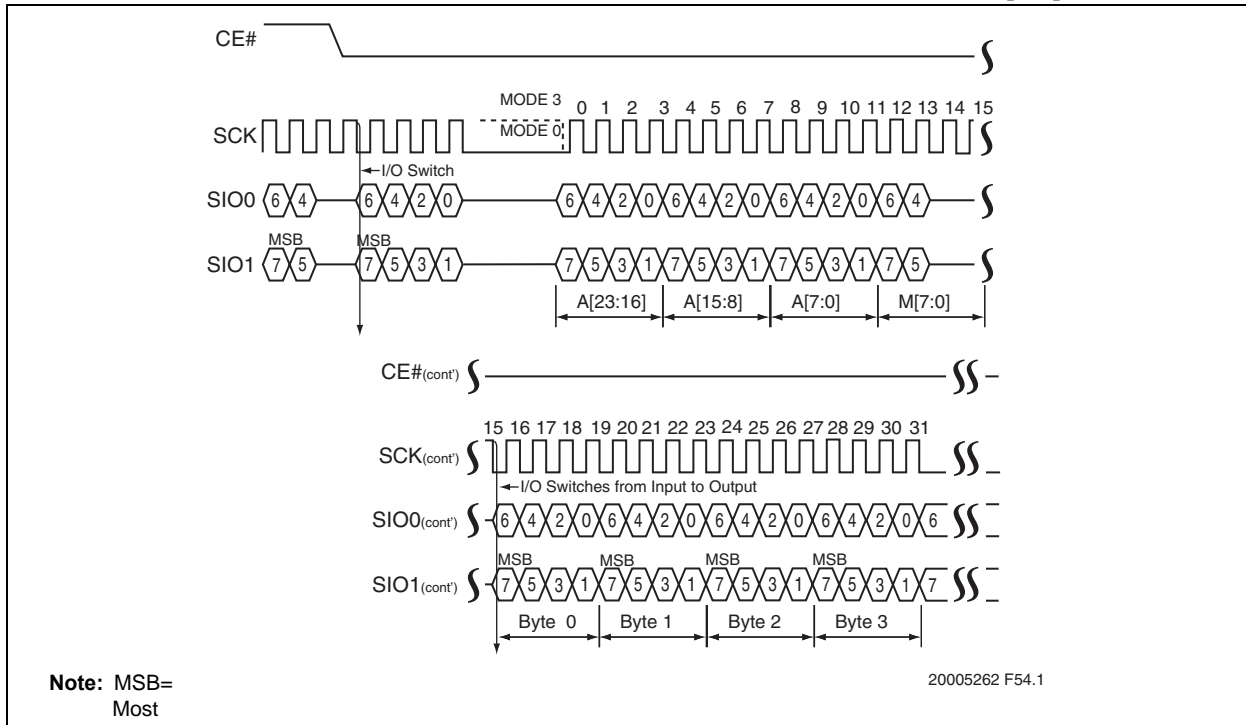 CE#
MODE 3 0 1 2 3 4 5 6 7 8 9 10 11 12 13 14 15
SCK MODE 0
I/O Switch
SIO0 6 4 6 4 2 0 6 4 2 0 6 4 2 0 6 4 2 0 6 4
MSB MSB
SIO1 7 5 7 5 3 1 7 5 3 1 7 5 3 1 7 5 3 1 7 5
A[23:16] A[15:8] A[7:0] M[7:0]
CE#(cont')
15 16 17 18 19 20 21 22 23 24 25 26 27 28 29 30 31
SCK(cont')
I/O Switches from Input to Output
SIO0(cont') 6 4 2 0 6 4 2 0 6 4 2 0 6 4 2 0 6
MSB MSB MSB MSB
SIO1(cont') 7 5 3 1 7 5 3 1 7 5 3 1 7 5 3 1 7
Byte 0 Byte 1 Byte 2 Byte 3
Note: MSB= 20005262 F54.1
Most